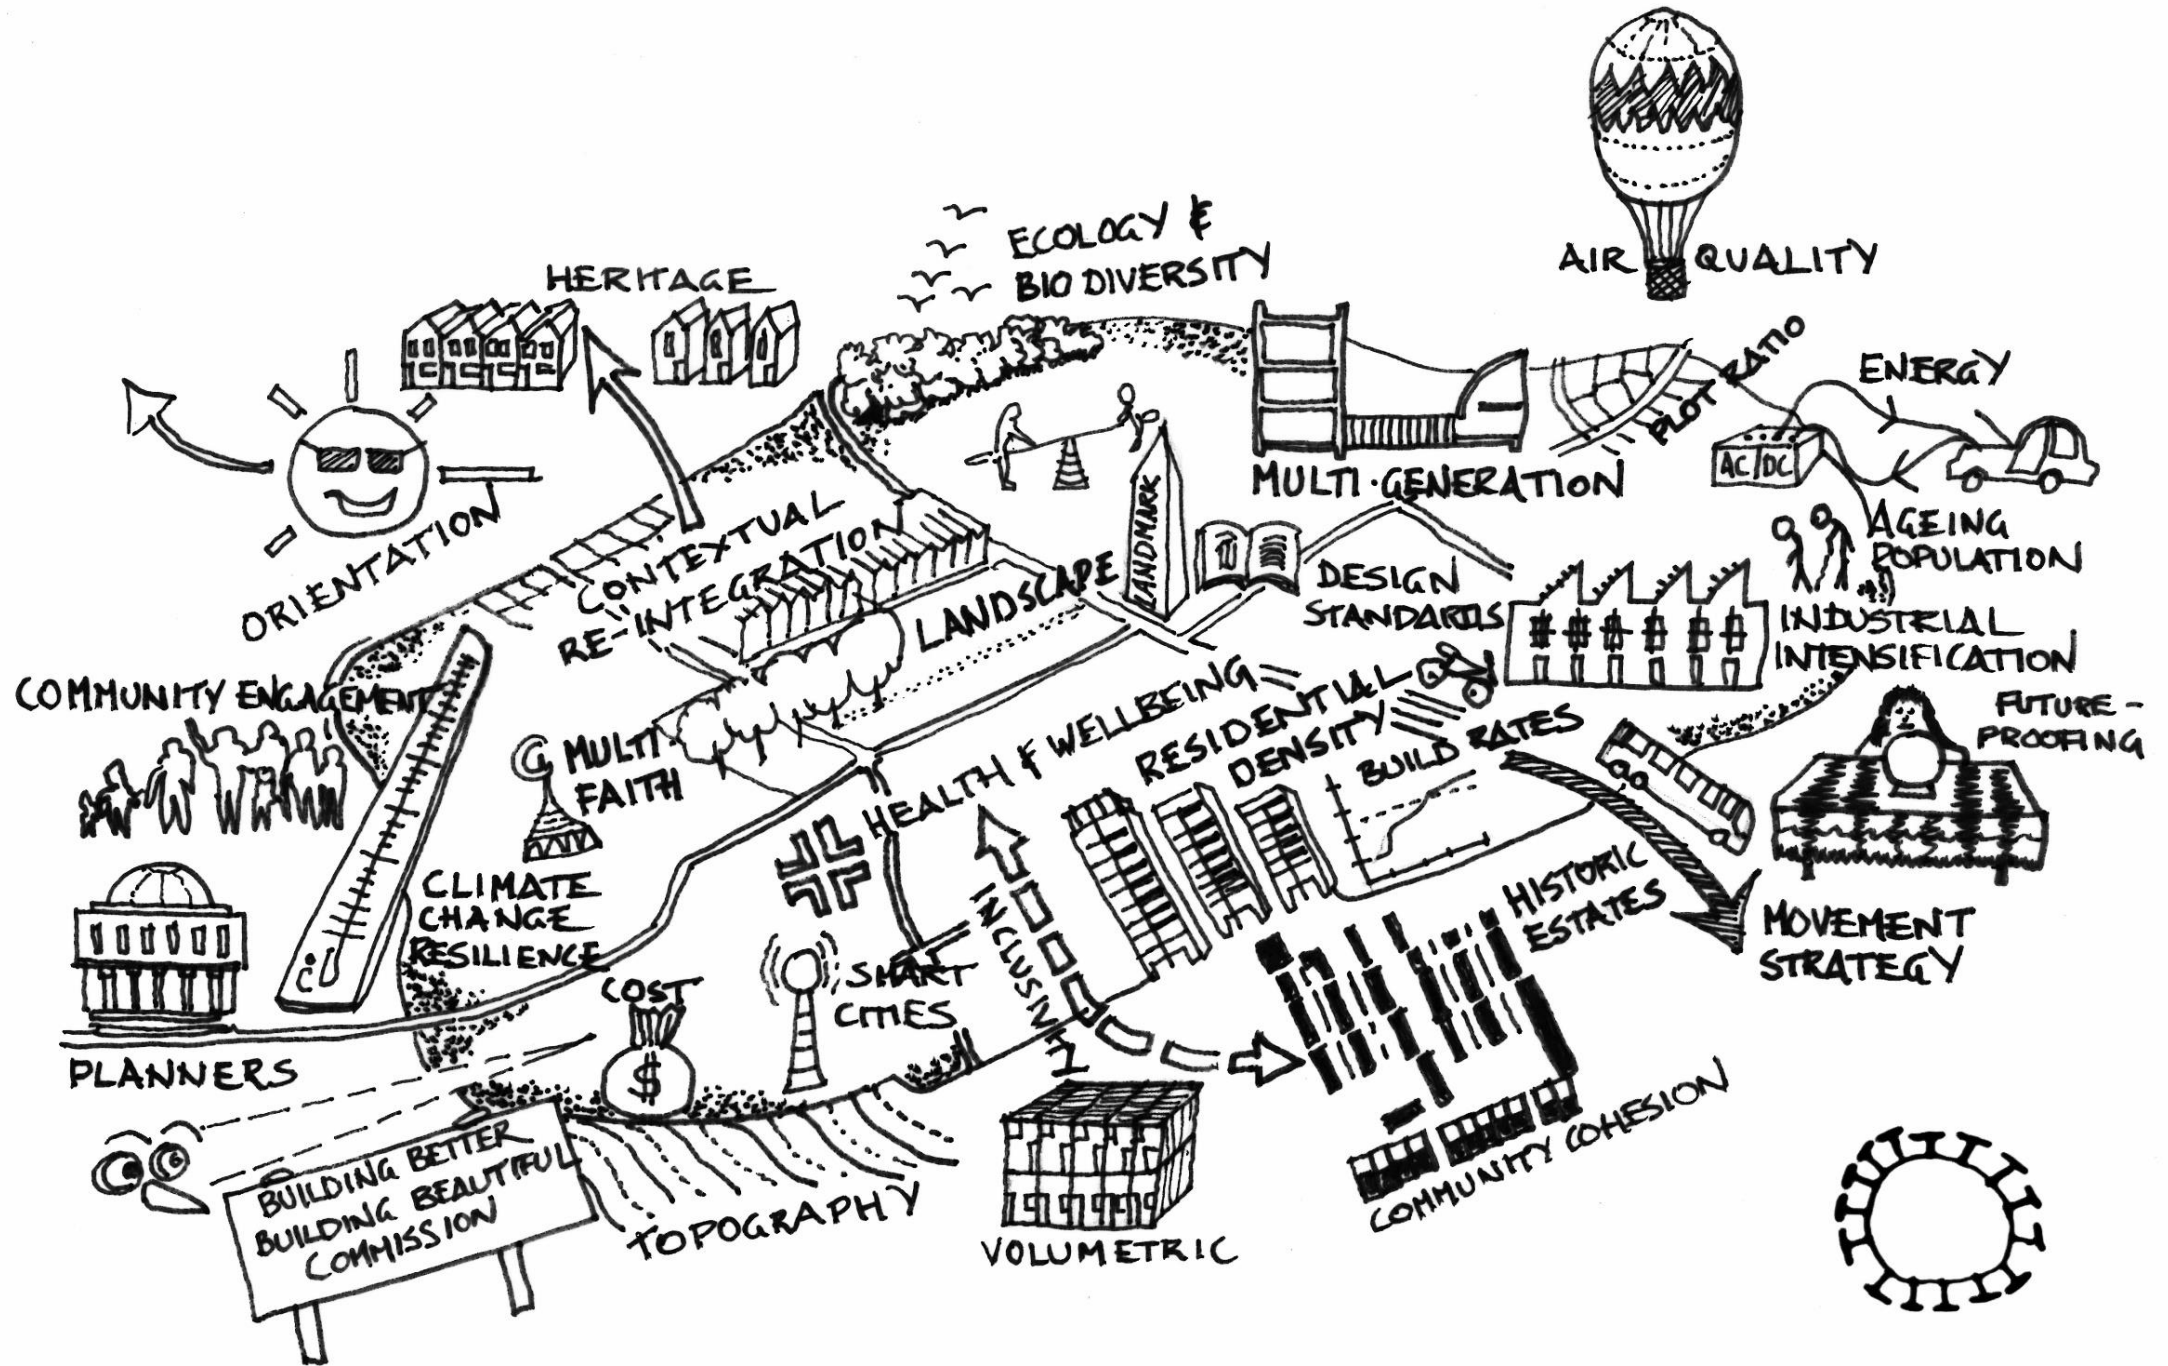 AIR QUALITY
ECOLOGY &
BIO DIVERSITY
HERITAGE
PLOT RATIO
ENERGY
AC/DC
MULTI-GENERATION
LANDMARK
ORIENTATION
CONTEXTUAL
RE-INTEGRATION
LANDSCAPE
DESIGN
STANDARDS
AGEING
POPULATION
INDUSTRIAL
INTENSIFICATION
COMMUNITY ENGAGEMENT
MULTI-
FAITH
HEALTH & WELLBEING
RESIDENTIAL
DENSITY
BUILD RATES
FUTURE-
PROOFING
°C
CLIMATE
CHANGE
RESILIENCE
INCLUSIVITY
HISTORIC
ESTATES
MOVEMENT
STRATEGY
PLANNERS
COST
$
SMART
CITIES
BUILDING BETTER
BUILDING BEAUTIFUL
COMMISSION
TOPOGRAPHY
VOLUMETRIC
COMMUNITY COHESION